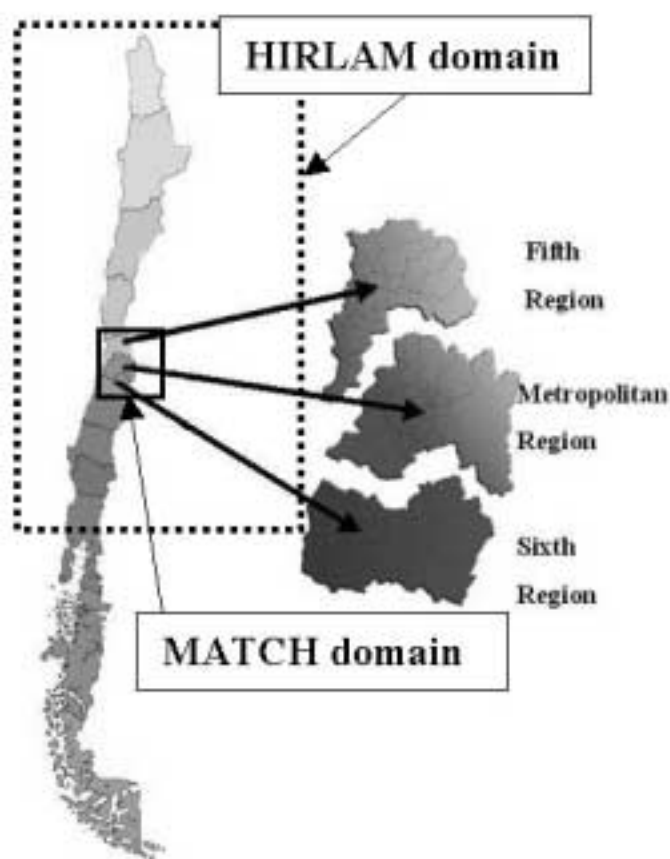 HIRLAM domain
Fifth
Region
Metropolitan
Region
Sixth
Region
MATCH domain